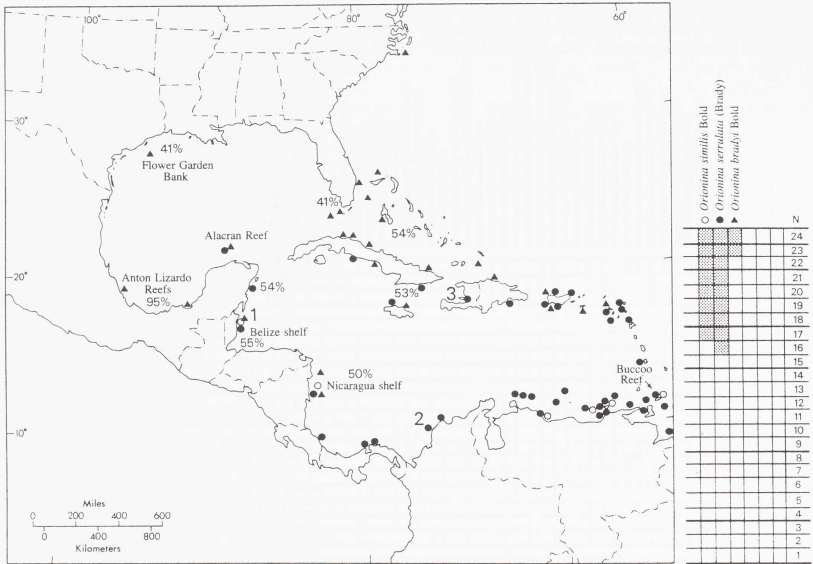 100°
80°
60°
30°
20°
10°
41%
Flower Garden
Bank
41%
54%
Alacran Reef
Anton Lizardo
Reefs
95%
54%
53%
3
1
Belize shelf
55%
50%
Nicaragua shelf
2
Buccoo
Reef
Miles
0 200 400 600
0 400 800
Kilometers
○ Orionina similis Bold
● Orionina serrulata (Brady)
▲ Orionina bradyi Bold
N
24
23
22
21
20
19
18
17
16
15
14
13
12
11
10
9
8
7
6
5
4
3
2
1